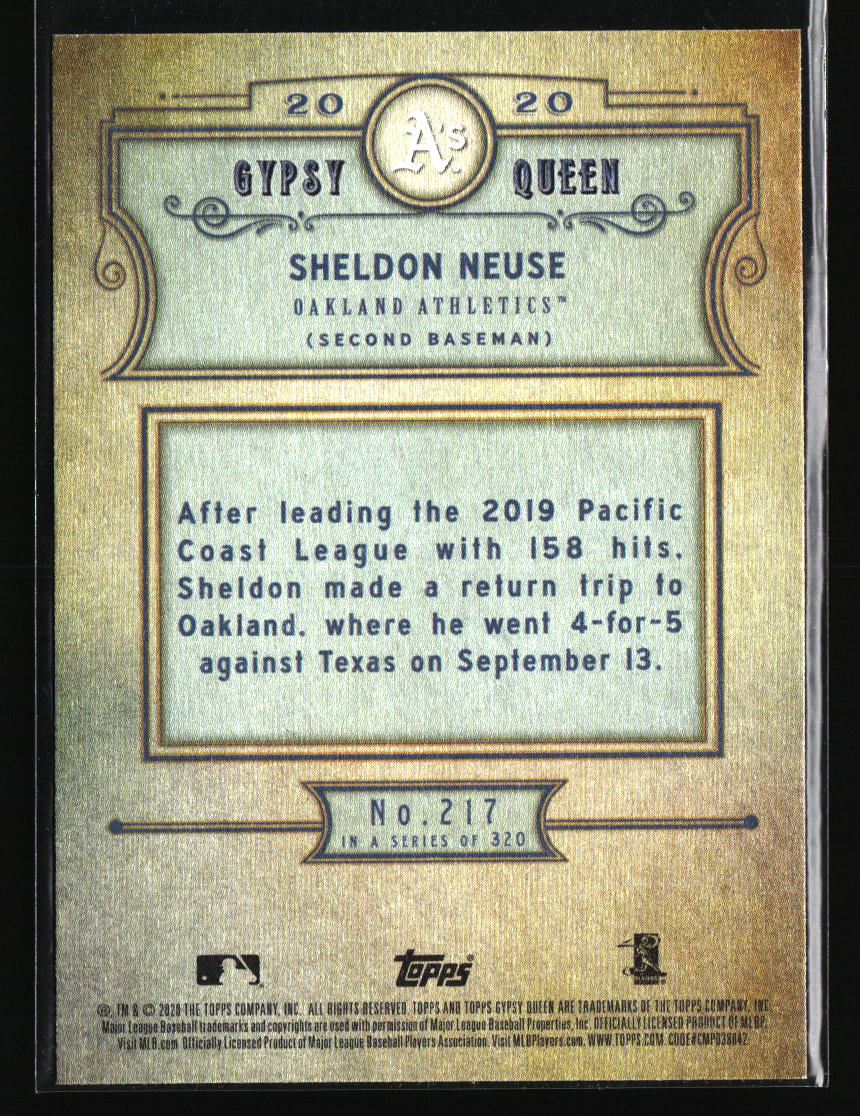 20 20
A's
GYPSY QUEEN
SHELDON NEUSE
OAKLAND ATHLETICS™
(SECOND BASEMAN)
After leading the 2019 Pacific
Coast League with 158 hits,
Sheldon made a return trip to
Oakland, where he went 4-for-5
against Texas on September 13.
No.217
IN A SERIES OF 320
Topps®
®, TM & © 2020 THE TOPPS COMPANY, INC. ALL RIGHTS RESERVED. TOPPS AND TOPPS GYPSY QUEEN ARE TRADEMARKS OF THE TOPPS COMPANY, INC.
Major League Baseball trademarks and copyrights are used with permission of Major League Baseball Properties, Inc. OFFICIALLY LICENSED PRODUCT OF MLBP.
Visit MLB.com Officially Licensed Product of Major League Baseball Players Association. Visit MLBPlayers.com. WWW.TOPPS.COM CODE#CMP038842